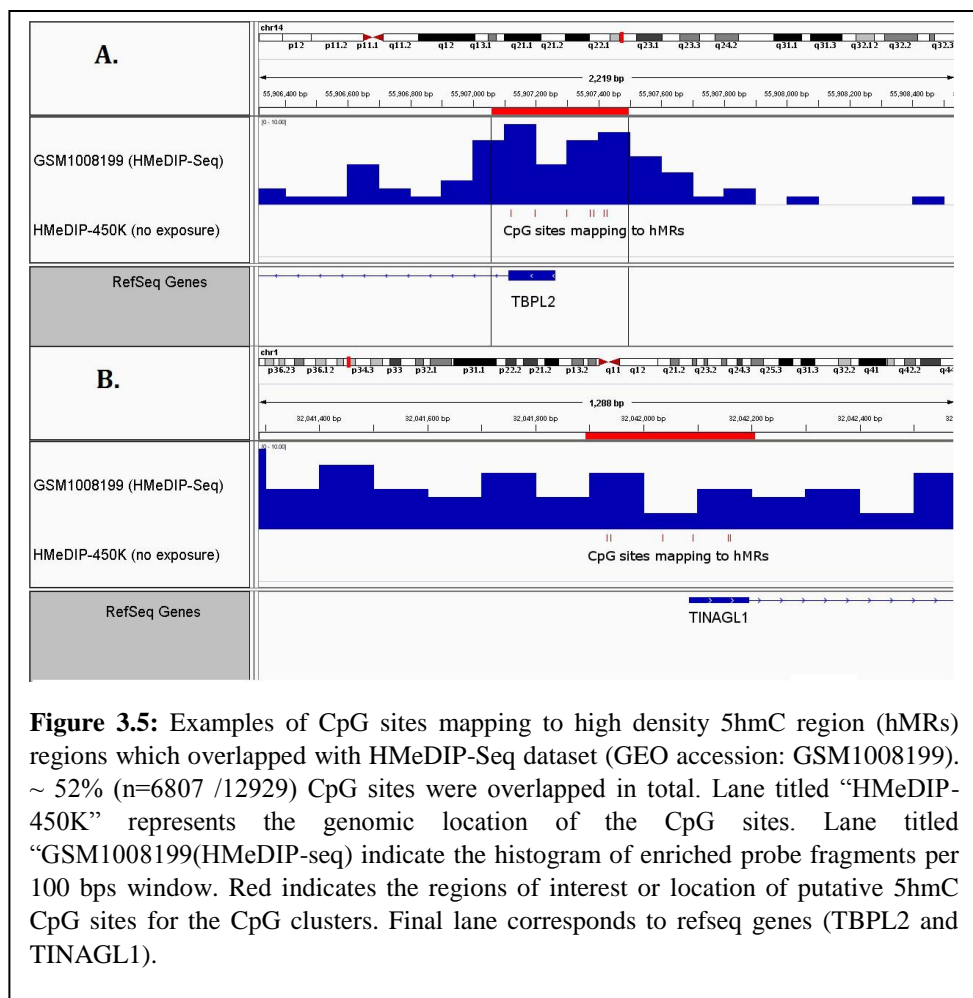 chr14
A.
p12 p11.2 p11.1 q11.2 q12 q13.1 q21.1 q21.2 q22.1 q23.1 q23.3 q24.2 q31.1 q31.3 q32.12 q32.2 q32.3
2,219 bp
55,906,400 bp 55,906,600 bp 55,906,800 bp 55,907,000 bp 55,907,200 bp 55,907,400 bp 55,907,600 bp 55,907,800 bp 55,908,000 bp 55,908,200 bp 55,908,400 bp
[0 - 10.00]
GSM1008199 (HMeDIP-Seq)
HMeDIP-450K (no exposure)
CpG sites mapping to hMRs
RefSeq Genes
TBPL2
chr1
B.
p36.23 p36.12 p34.3 p33 p32.1 p31.1 p22.2 p21.2 p13.2 q11 q12 q21.2 q23.2 q24.3 q25.3 q31.3 q32.2 q41 q42.2 q44
1,288 bp
32,041,400 bp 32,041,600 bp 32,041,800 bp 32,042,000 bp 32,042,200 bp 32,042,400 bp
[0 - 10.00]
GSM1008199 (HMeDIP-Seq)
HMeDIP-450K (no exposure)
CpG sites mapping to hMRs
RefSeq Genes
TINAGL1
Figure 3.5: Examples of CpG sites mapping to high density 5hmC region (hMRs)
regions which overlapped with HMeDIP-Seq dataset (GEO accession: GSM1008199).
~ 52% (n=6807 /12929) CpG sites were overlapped in total. Lane titled “HMeDIP-
450K” represents the genomic location of the CpG sites. Lane titled
“GSM1008199(HMeDIP-seq) indicate the histogram of enriched probe fragments per
100 bps window. Red indicates the regions of interest or location of putative 5hmC
CpG sites for the CpG clusters. Final lane corresponds to refseq genes (TBPL2 and
TINAGL1).